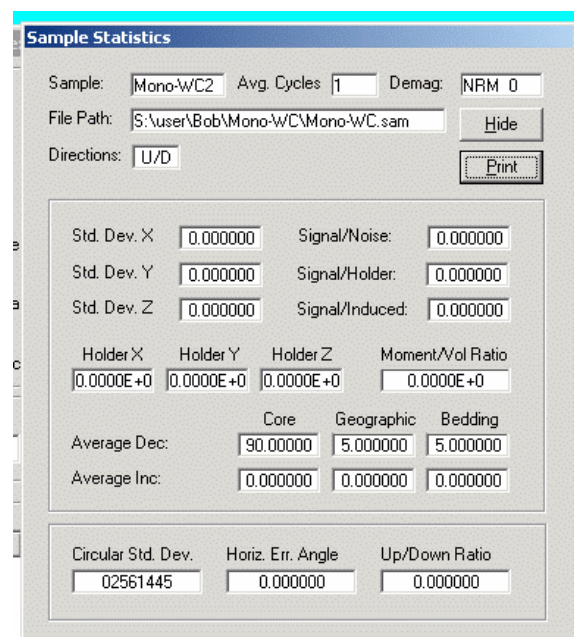 Sample Statistics
Sample: Mono-WC2 Avg. Cycles 1 Demag: NRM 0
File Path: S:\user\Bob\Mono-WC\Mono-WC.sam Hide
Directions: U/D Print
Std. Dev. X 0.000000 Signal/Noise: 0.000000
Std. Dev. Y 0.000000 Signal/Holder: 0.000000
Std. Dev. Z 0.000000 Signal/Induced: 0.000000
Holder X Holder Y Holder Z Moment/Vol Ratio
0.0000E+0 0.0000E+0 0.0000E+0 0.0000E+0
Core Geographic Bedding
Average Dec: 90.00000 5.000000 5.000000
Average Inc: 0.000000 0.000000 0.000000
Circular Std. Dev. Horiz. Err. Angle Up/Down Ratio
02561445 0.000000 0.000000